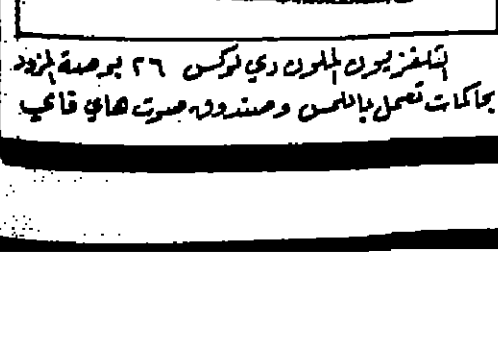 التلفزيون الملون دي لوكس ٢٦ بوصة المزود
بحاكمات تعمل باللمس وصندوق صوت هاي فاي